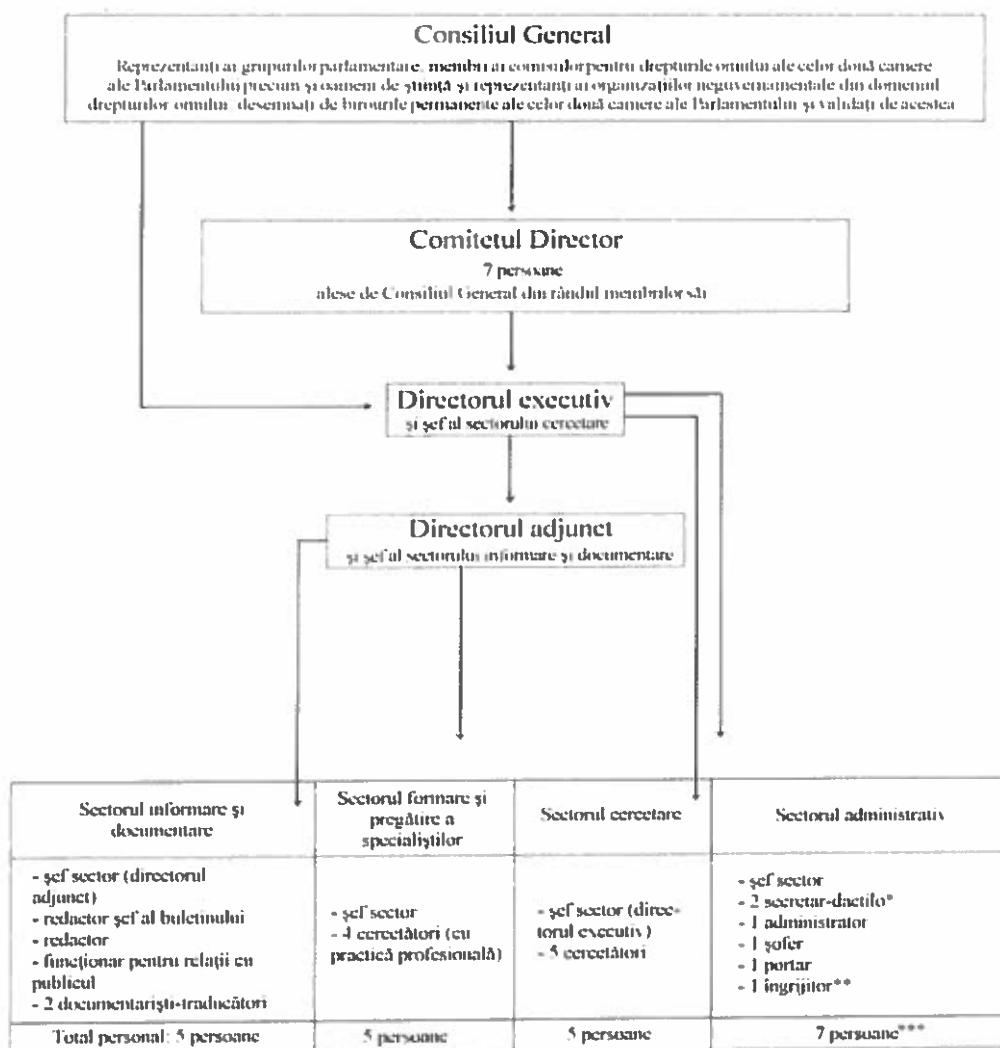 Consiliul General
Reprezentanți ai grupurilor parlamentare, membri ai comisiilor pentru drepturile omului ale celor două camere
ale Parlamentului precum și oameni de știință și reprezentanți ai organizațiilor neguvernamentale din domeniul
drepturilor omului, desemnați de birourile permanente ale celor două camere ale Parlamentului și validați de acestea
Comitetul Director
7 persoane
alese de Consiliul General din rândul membrilor săi
Directorul executiv
și șef al sectorului cercetare
Directorul adjunct
și șef al sectorului informare și documentare
Sectorul informare și
documentare
- șef sector (directorul
adjunct)
- redactor șef al buletinului
- redactor
- funcționar pentru relații cu
publicul
- 2 documentariști-traducători
Total personal: 5 persoane
Sectorul formare și
pregătire a
specialiștilor
- șef sector
- 4 cercetători (cu
practică profesională)
5 persoane
Sectorul cercetare
- șef sector (direc-
torul executiv)
- 5 cercetători
5 persoane
Sectorul administrativ
- șef sector
- 2 secretar-dactilo*
- 1 administrator
- 1 șofer
- 1 portar
- 1 îngrijitor**
7 persoane***